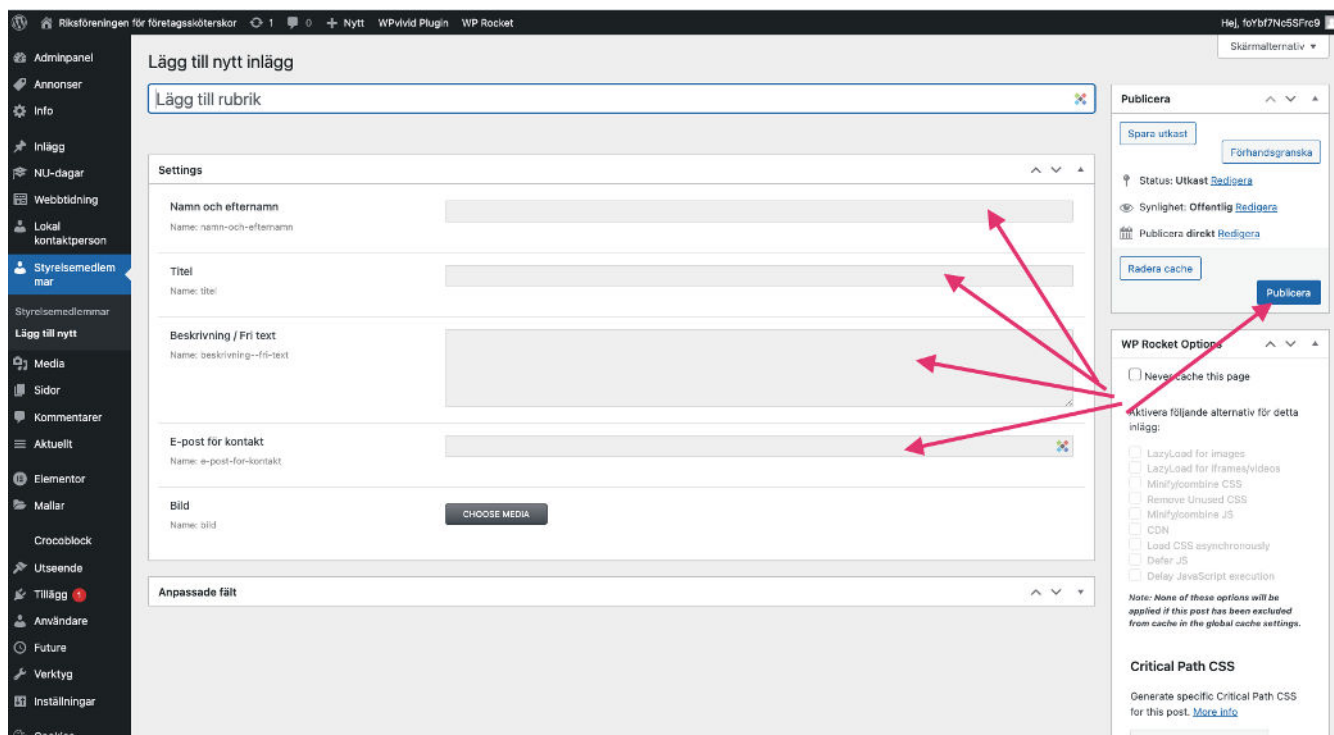 Riksföreningen för företagssköterskor 1 0 + Nytt WPvivid Plugin WP Rocket Hej, foYbf7Nc5SFrc9
Skärmalternativ
Adminpanel
Annonser
Info
Inlägg
NU-dagar
Webbtidning
Lokal
kontaktperson
Styrelsemedlem
mar
Styrelsemedlemmar
Lägg till nytt
Media
Sidor
Kommentarer
Aktuellt
Elementor
Mallar
Crocoblock
Utseende
Tillägg 1
Användare
Future
Verktyg
Inställningar
Cookies
Lägg till nytt inlägg
Lägg till rubrik
Settings
Namn och efternamn
Name: namn-och-efternamn
Titel
Name: titel
Beskrivning / Fri text
Name: beskrivning--fri-text
E-post för kontakt
Name: e-post-for-kontakt
Bild
Name: bild
CHOOSE MEDIA
Anpassade fält
Publicera
Spara utkast
Förhandsgranska
Status: Utkast Redigera
Synlighet: Offentlig Redigera
Publicera direkt Redigera
Radera cache
Publicera
WP Rocket Options
Never cache this page
Aktivera följande alternativ för detta
inlägg:
LazyLoad for images
LazyLoad for iframes/videos
Minify/combine CSS
Remove Unused CSS
Minify/combine JS
CDN
Load CSS asynchronously
Defer JS
Delay JavaScript execution
Note: None of these options will be
applied if this post has been excluded
from cache in the global cache settings.
Critical Path CSS
Generate specific Critical Path CSS
for this post. More info